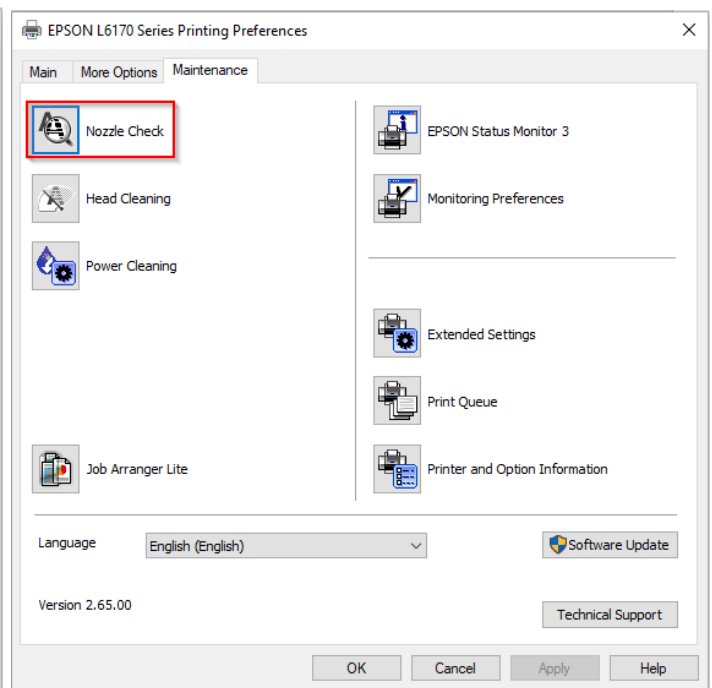 EPSON L6170 Series Printing Preferences
Main More Options Maintenance
Nozzle Check
EPSON Status Monitor 3
Head Cleaning
Monitoring Preferences
Power Cleaning
Extended Settings
Print Queue
Job Arranger Lite
Printer and Option Information
Language English (English) Software Update
Version 2.65.00
Technical Support
OK Cancel Apply Help